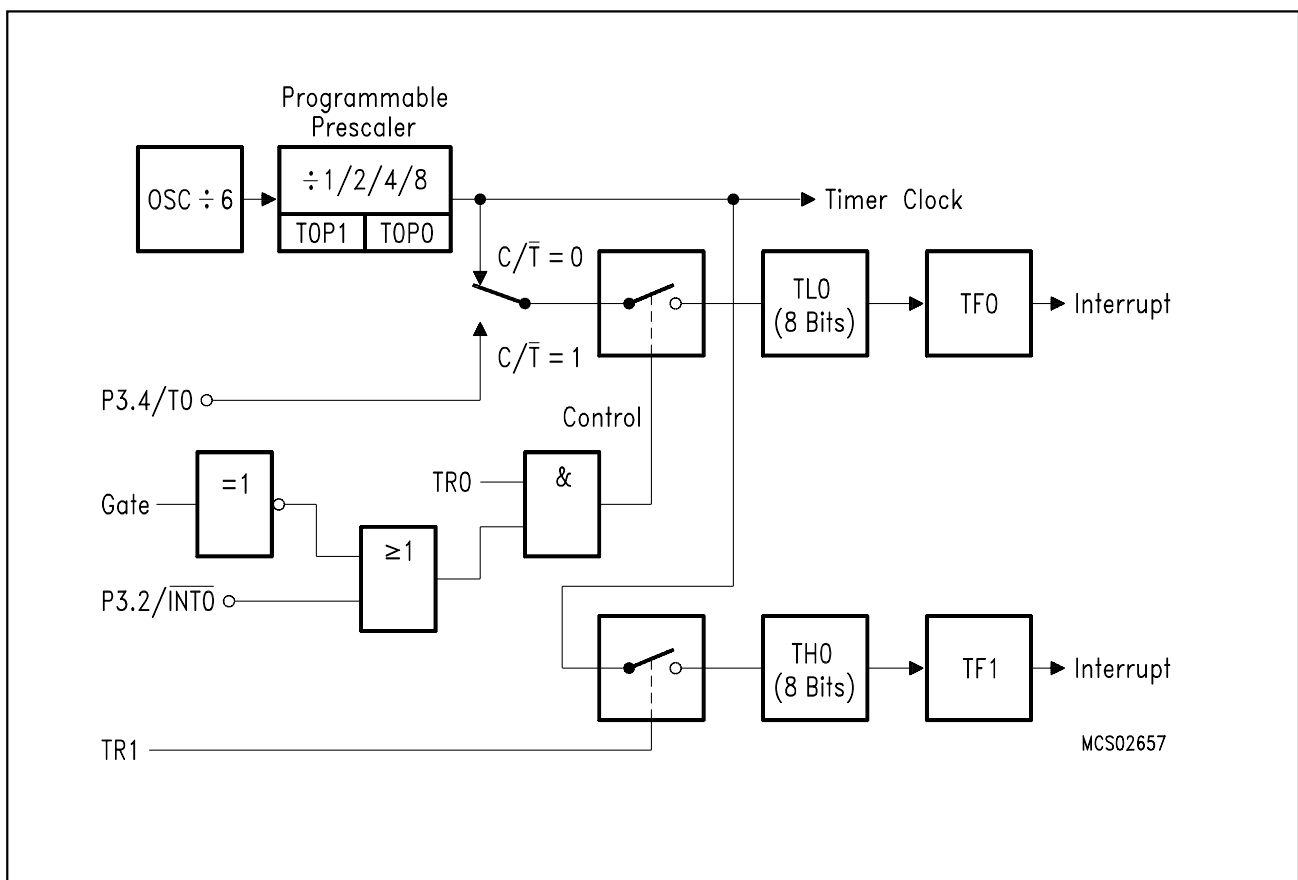 Programmable
Prescaler
OSC ÷ 6
÷1/2/4/8
T0P1
T0P0
Timer Clock
C/T̅ = 0
TL0
(8 Bits)
TF0
Interrupt
C/T̅ = 1
P3.4/T0
Control
Gate
=1
TR0
&
≥1
P3.2/I̅N̅T̅0̅
TH0
(8 Bits)
TF1
Interrupt
TR1
MCS02657